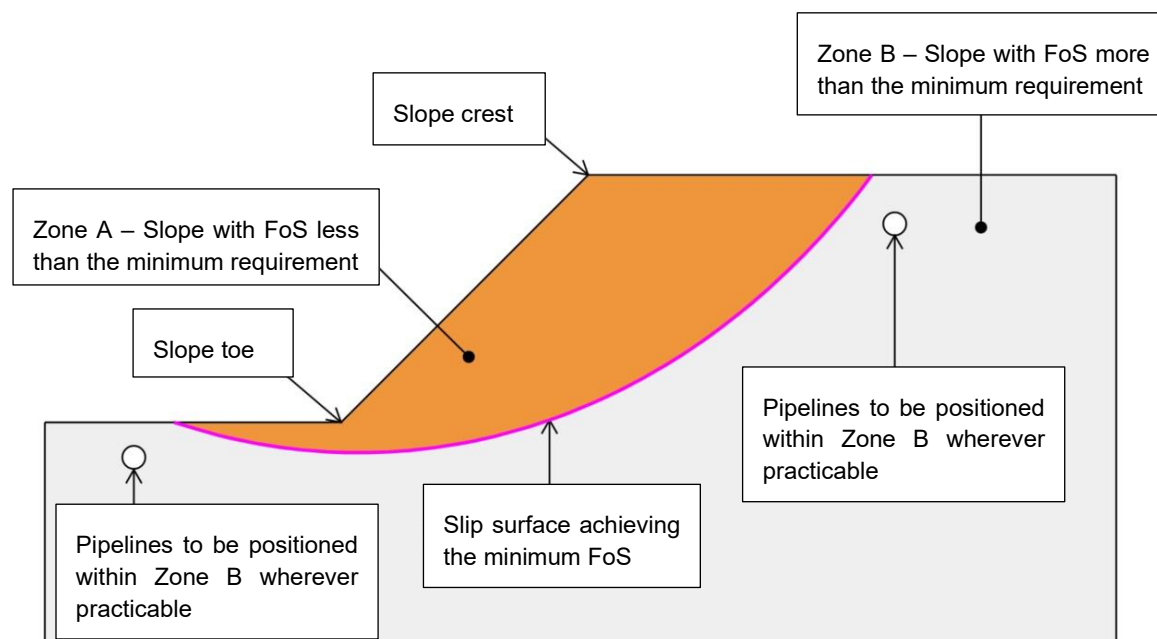 Zone B – Slope with FoS more
than the minimum requirement
Slope crest
Zone A – Slope with FoS less
than the minimum requirement
Slope toe
Pipelines to be positioned
within Zone B wherever
practicable
Slip surface achieving
the minimum FoS
Pipelines to be positioned
within Zone B wherever
practicable